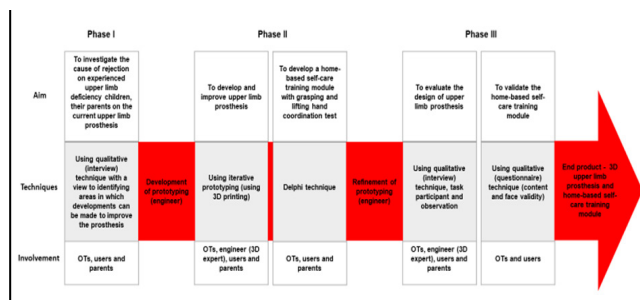 Phase I
Phase II
Phase III
Aim
To investigate the
cause of rejection
on experienced
upper limb
deficiency children,
their parents on the
current upper limb
prosthesis
To develop and
improve upper limb
prosthesis
To develop a home-
based self-care
training module
with grasping and
lifting hand
coordination test
To evaluate the
design of upper
limb prosthesis
To validate the
home-based self-
care training
module
Techniques
Using qualitative
(interview)
technique with a
view to identifying
areas in which
developments can
be made to improve
the prosthesis
Development of
prototyping
(engineer)
Using iterative
prototyping (using
3D printing)
Delphi technique
Refinement of
prototyping
(engineer)
Using qualitative
(interview)
technique, task
participant and
observation
Using qualitative
(questionnaire)
technique (content
and face validity)
End product - 3D
upper limb
prosthesis and
home-based self-
care training
module
Involvement
OTs, users and
parents
OTs, engineer (3D
expert), users and
parents
OTs, users and
parents
OTs, engineer (3D
expert), users and
parents
OTs and users